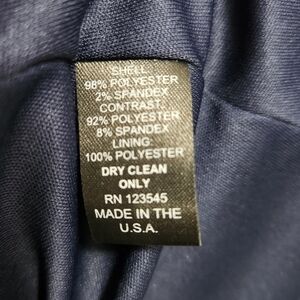 SHELL:
98% POLYESTER
2% SPANDEX
CONTRAST:
92% POLYESTER
8% SPANDEX
LINING:
100% POLYESTER
DRY CLEAN
ONLY
RN 123545
MADE IN THE
U.S.A.